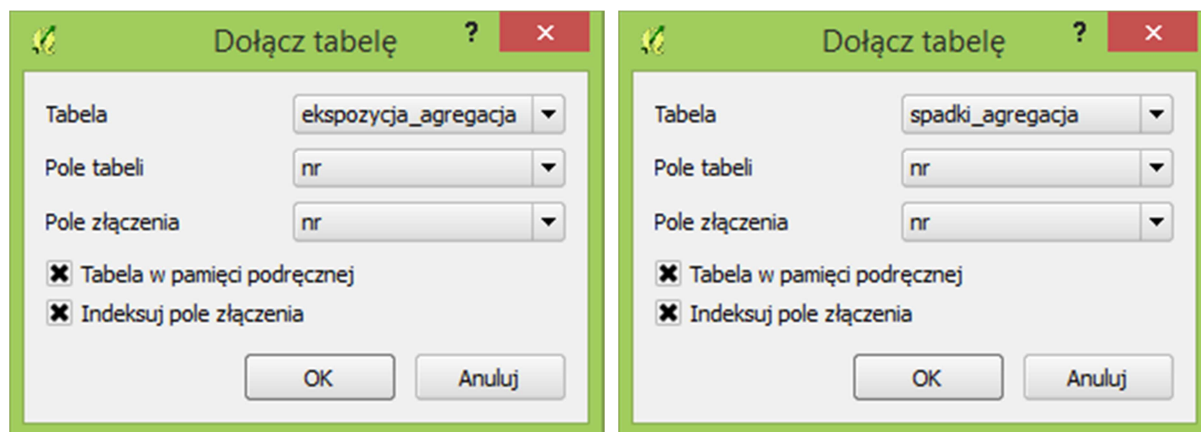 Dołącz tabelę ? ×
Tabela ekspozycja_agregacja
Pole tabeli nr
Pole złączenia nr
Tabela w pamięci podręcznej
Indeksuj pole złączenia
OK Anuluj
Dołącz tabelę ? ×
Tabela spadki_agregacja
Pole tabeli nr
Pole złączenia nr
Tabela w pamięci podręcznej
Indeksuj pole złączenia
OK Anuluj